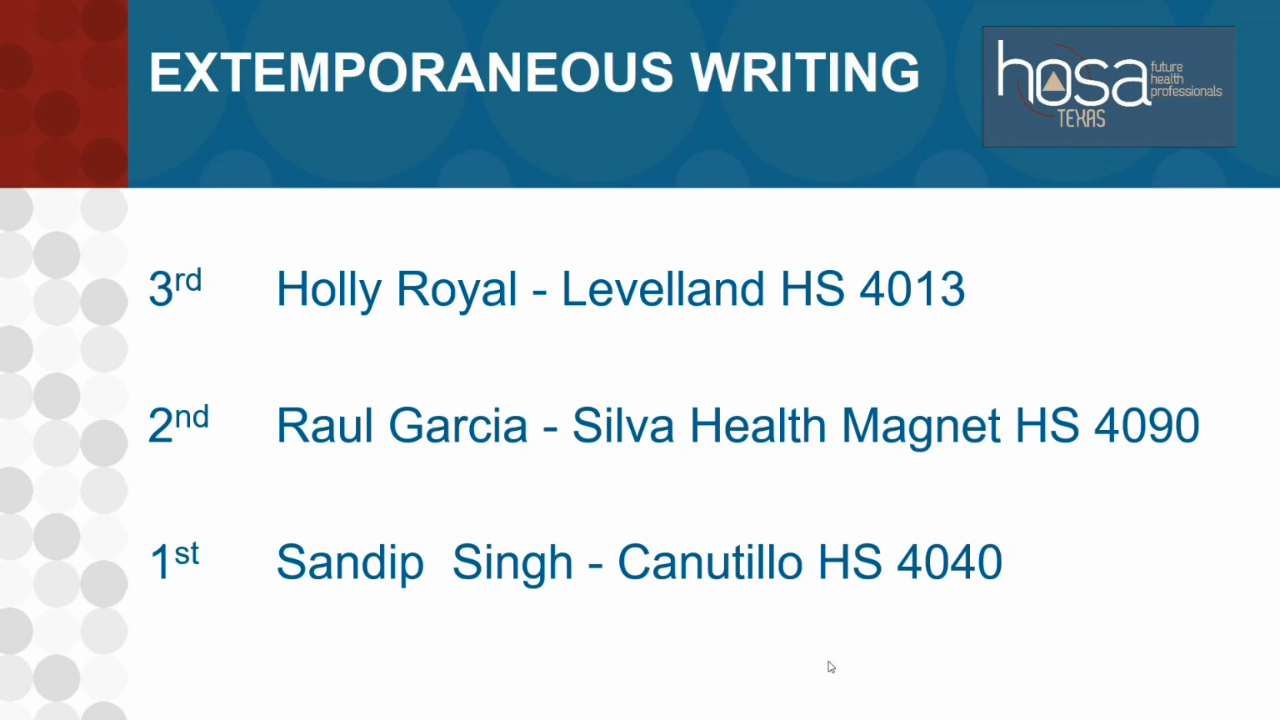 EXTEMPORANEOUS WRITING
hosa
future
health
professionals
TEXAS
3rd Holly Royal - Levelland HS 4013
2nd Raul Garcia - Silva Health Magnet HS 4090
1st Sandip  Singh - Canutillo HS 4040